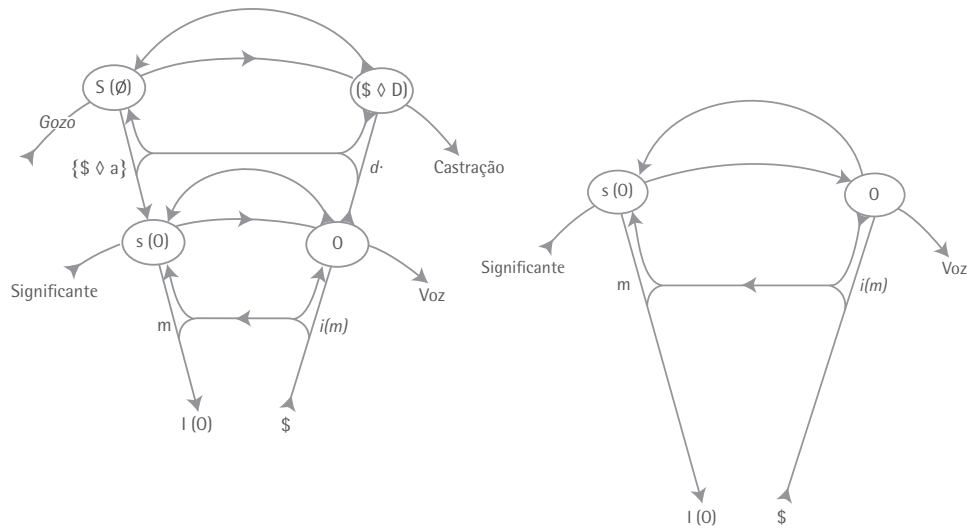 S (Ø)
($ ◊ D)
Gozo
{$ ◊ a}
d·
Castração
s (O)
O
Significante
Voz
m
i(m)
I (O)
$
s (O)
O
Significante
Voz
m
i(m)
I (O)
$